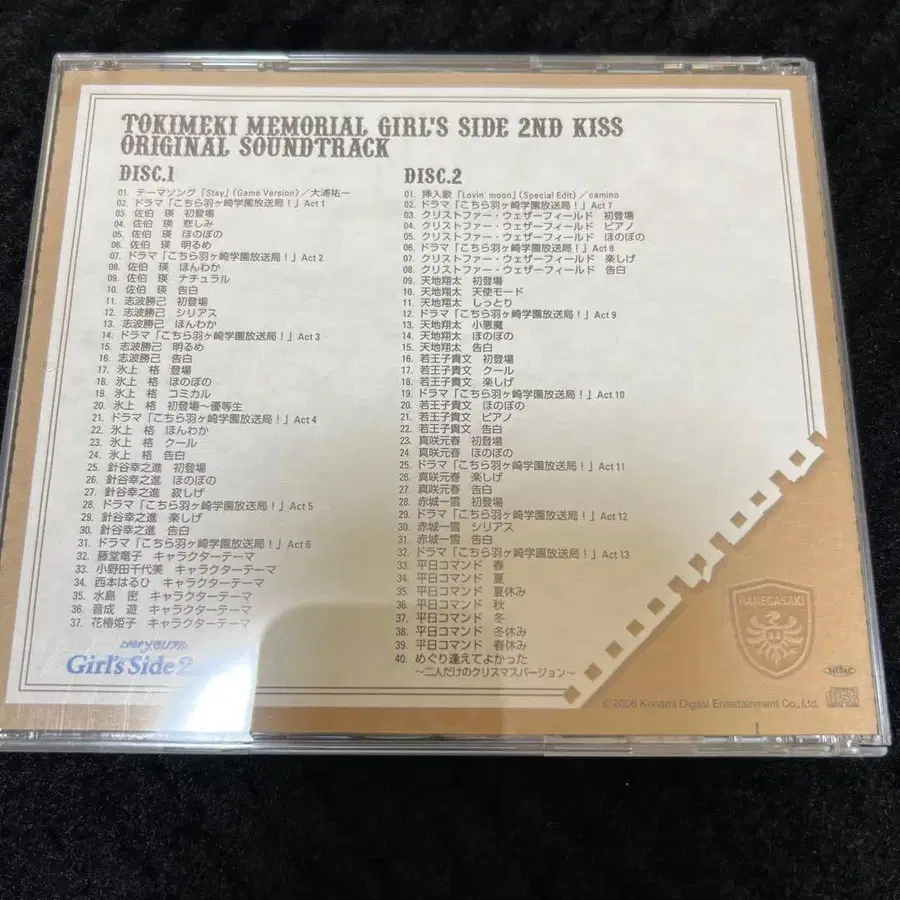 TOKIMEKI MEMORIAL GIRL'S SIDE 2ND KISS
ORIGINAL SOUNDTRACK
DISC.1
01. テーマソング「Stay」(Game Version)/大浦祐一
02. ドラマ「こちら羽ヶ崎学園放送局!」Act 1
03. 佐伯 瑛 初登場
04. 佐伯 瑛 悲しみ
05. 佐伯 瑛 ほのぼの
06. 佐伯 瑛 明るめ
07. ドラマ「こちら羽ヶ崎学園放送局!」Act 2
08. 佐伯 瑛 ほんわか
09. 佐伯 瑛 ナチュラル
10. 佐伯 瑛 告白
11. 志波勝己 初登場
12. 志波勝己 シリアス
13. 志波勝己 ほんわか
14. ドラマ「こちら羽ヶ崎学園放送局!」Act 3
15. 志波勝己 明るめ
16. 志波勝己 告白
17. 氷上 格 登場
18. 氷上 格 ほのぼの
19. 氷上 格 コミカル
20. 氷上 格 初登場〜優等生
21. ドラマ「こちら羽ヶ崎学園放送局!」Act 4
22. 氷上 格 ほんわか
23. 氷上 格 クール
24. 氷上 格 告白
25. 針谷幸之進 初登場
26. 針谷幸之進 ほのぼの
27. 針谷幸之進 寂しげ
28. ドラマ「こちら羽ヶ崎学園放送局!」Act 5
29. 針谷幸之進 楽しげ
30. 針谷幸之進 告白
31. ドラマ「こちら羽ヶ崎学園放送局!」Act 6
32. 藤堂竜子 キャラクターテーマ
33. 小野田千代美 キャラクターテーマ
34. 西本はるひ キャラクターテーマ
35. 水島 密 キャラクターテーマ
36. 音成 遊 キャラクターテーマ
37. 花椿姫子 キャラクターテーマ
ときめきメモリアル
Girl's Side 2
DISC.2
01. 挿入歌「Lovin' moon」(Special Edit)/camino
02. ドラマ「こちら羽ヶ崎学園放送局!」Act 7
03. クリストファー・ウェザーフィールド 初登場
04. クリストファー・ウェザーフィールド ピアノ
05. クリストファー・ウェザーフィールド ほのぼの
06. ドラマ「こちら羽ヶ崎学園放送局!」Act 8
07. クリストファー・ウェザーフィールド 楽しげ
08. クリストファー・ウェザーフィールド 告白
09. 天地翔太 初登場
10. 天地翔太 天使モード
11. 天地翔太 しっとり
12. ドラマ「こちら羽ヶ崎学園放送局!」Act 9
13. 天地翔太 小悪魔
14. 天地翔太 ほのぼの
15. 天地翔太 告白
16. 若王子貴文 初登場
17. 若王子貴文 クール
18. 若王子貴文 楽しげ
19. ドラマ「こちら羽ヶ崎学園放送局!」Act 10
20. 若王子貴文 ほのぼの
21. 若王子貴文 ピアノ
22. 若王子貴文 告白
23. 真咲元春 初登場
24. 真咲元春 ほのぼの
25. ドラマ「こちら羽ヶ崎学園放送局!」Act 11
26. 真咲元春 楽しげ
27. 真咲元春 告白
28. 赤城一雪 初登場
29. ドラマ「こちら羽ヶ崎学園放送局!」Act 12
30. 赤城一雪 シリアス
31. 赤城一雪 告白
32. ドラマ「こちら羽ヶ崎学園放送局!」Act 13
33. 平日コマンド 春
34. 平日コマンド 夏
35. 平日コマンド 夏休み
36. 平日コマンド 秋
37. 平日コマンド 冬
38. 平日コマンド 冬休み
39. 平日コマンド 春休み
40. めぐり逢えてよかった
〜二人だけのクリスマスバージョン〜
HANEGASAKI
© 2006 Konami Digital Entertainment Co., Ltd.